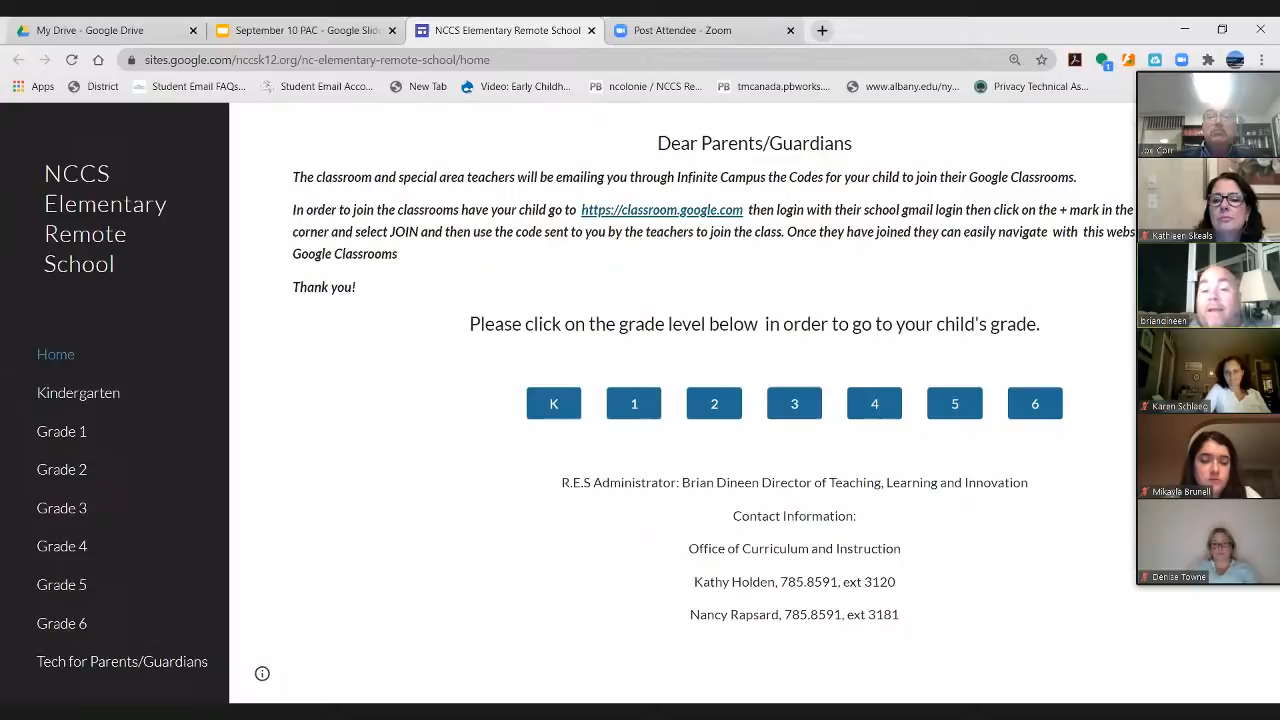 My Drive - Google Drive
September 10 PAC - Google Slid
NCCS Elementary Remote School
Post Attendee - Zoom
sites.google.com/nccsk12.org/nc-elementary-remote-school/home
Apps
District
Student Email FAQs...
Student Email Acco...
New Tab
Video: Early Childh...
PB ncolonie / NCCS Re...
PB tmcanada.pbworks...
www.albany.edu/ny...
Privacy Technical As...
NCCS
Elementary
Remote
School
Home
Kindergarten
Grade 1
Grade 2
Grade 3
Grade 4
Grade 5
Grade 6
Tech for Parents/Guardians
Dear Parents/Guardians
The classroom and special area teachers will be emailing you through Infinite Campus the Codes for your child to join their Google Classrooms.
In order to join the classrooms have your child go to https://classroom.google.com then login with their school gmail login then click on the + mark in the
corner and select JOIN and then use the code sent to you by the teachers to join the class. Once they have joined they can easily navigate with this webs
Google Classrooms
Thank you!
Please click on the grade level below in order to go to your child's grade.
K 1 2 3 4 5 6
R.E.S Administrator: Brian Dineen Director of Teaching, Learning and Innovation
Contact Information:
Office of Curriculum and Instruction
Kathy Holden, 785.8591, ext 3120
Nancy Rapsard, 785.8591, ext 3181
Joe Corr
Kathleen Skeals
briandineen
Karen Schlegg
Mikayla Brunell
Denise Towne